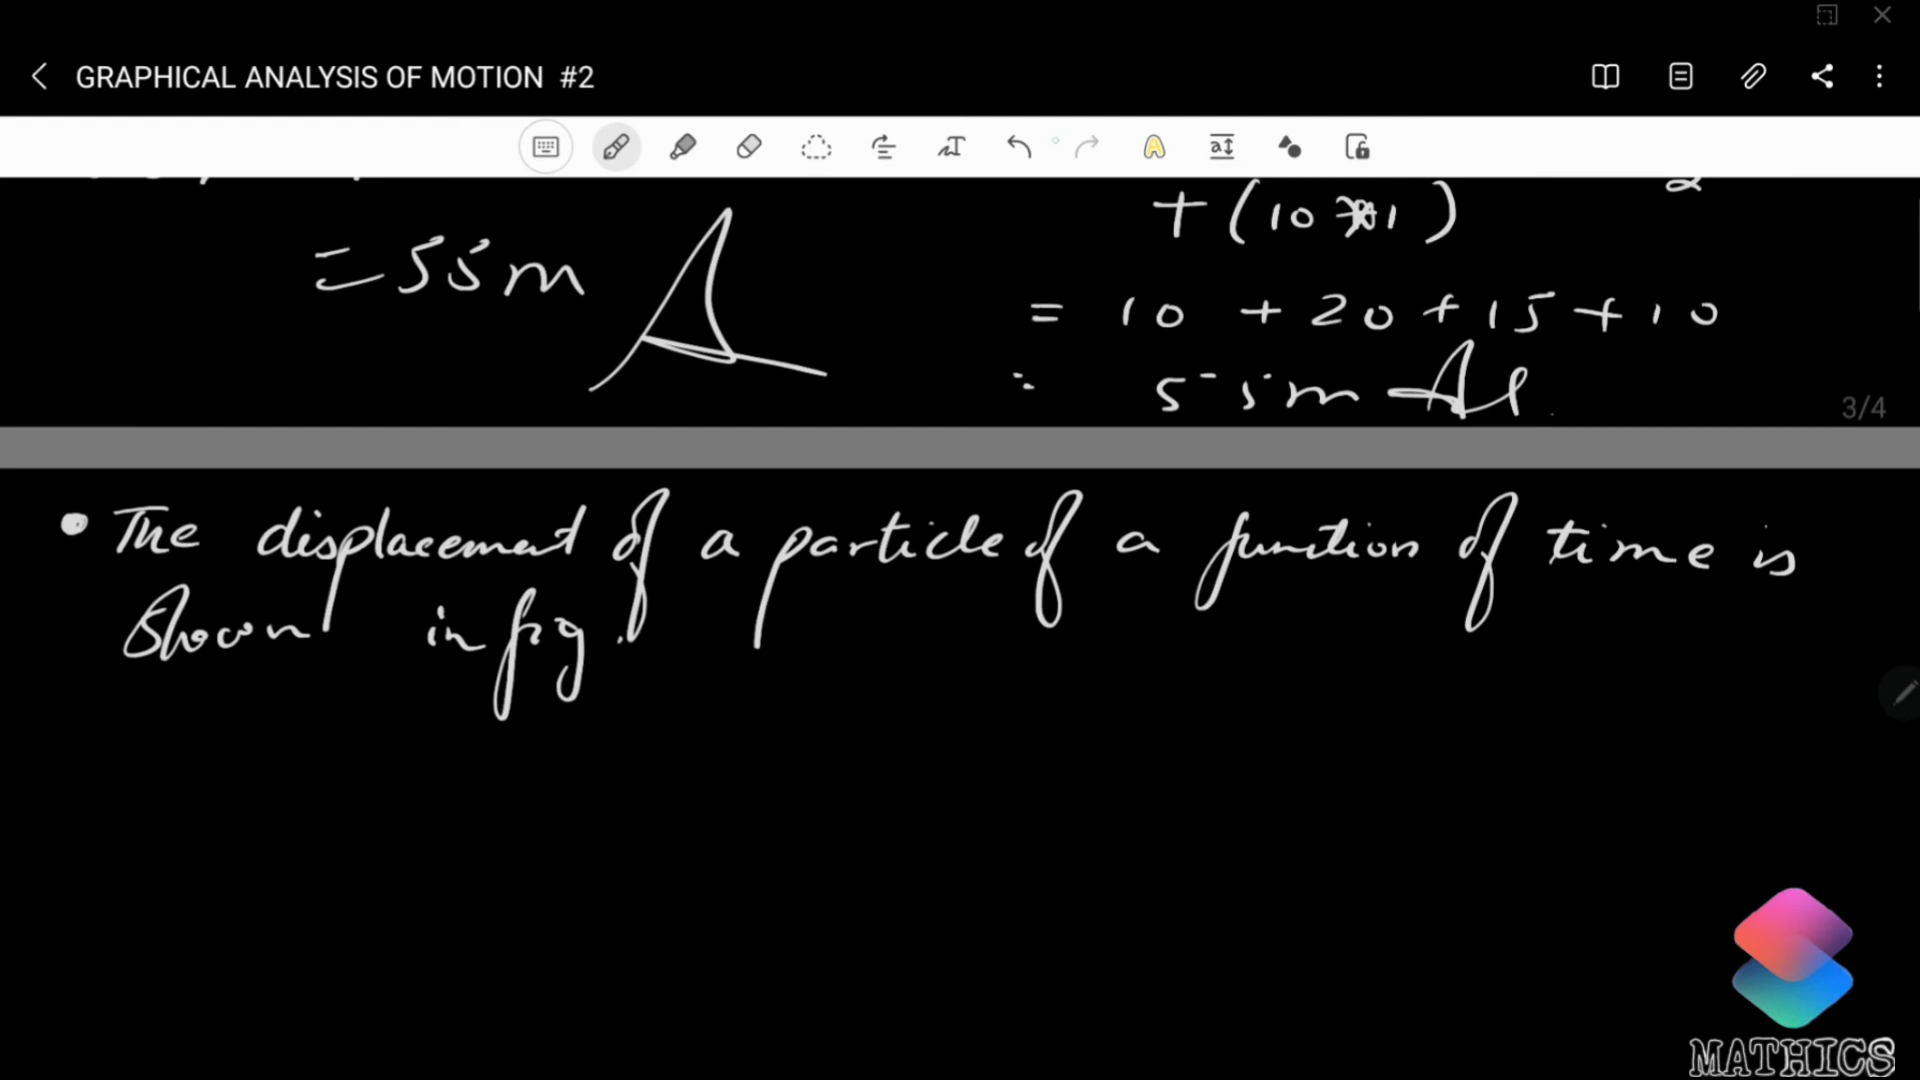 GRAPHICAL ANALYSIS OF MOTION #2
+ (10 × 1)
= 55m
= 10 + 20 + 15 + 10
= 55m
3/4
• The displacement of a particle of a function of time is
shown in fig.
MATHICS